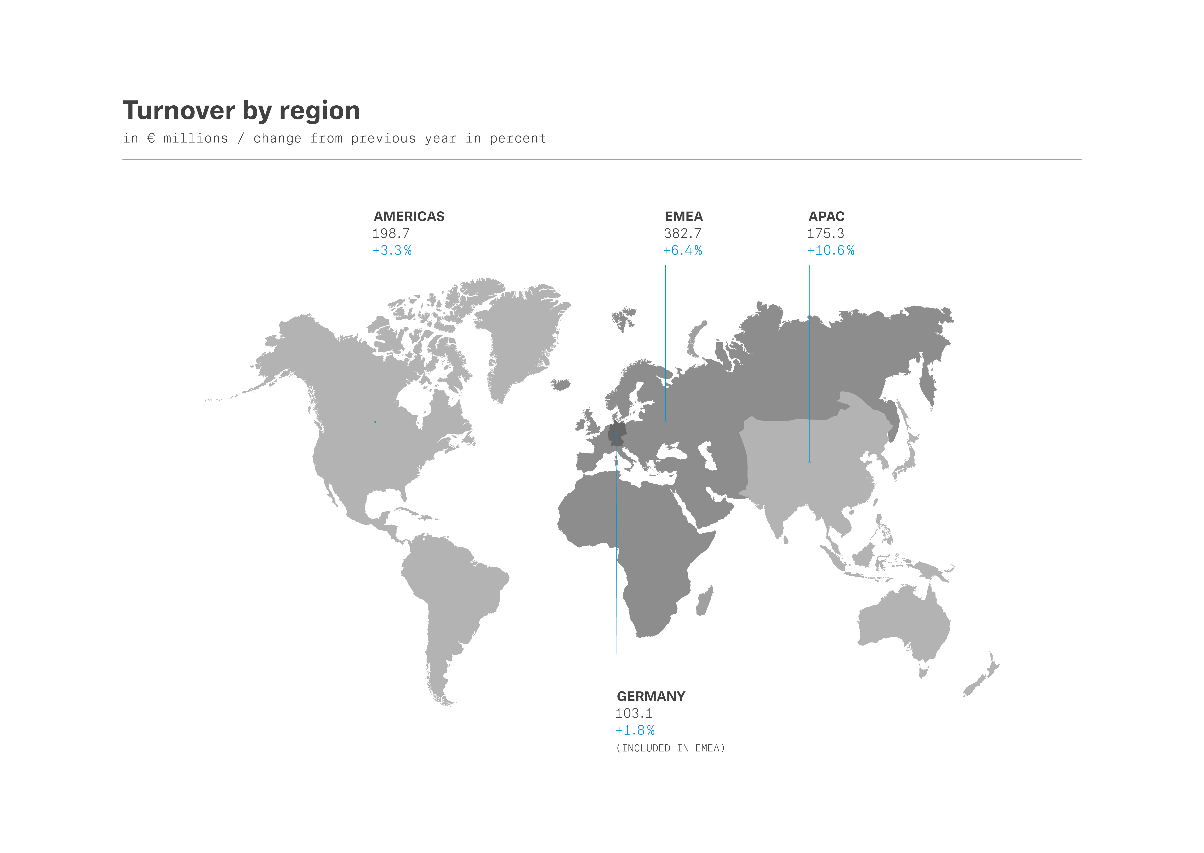 Turnover by region
in € millions / change from previous year in percent
AMERICAS
198.7
+3.3%
EMEA
382.7
+6.4%
APAC
175.3
+10.6%
GERMANY
103.1
+1.8%
(INCLUDED IN EMEA)